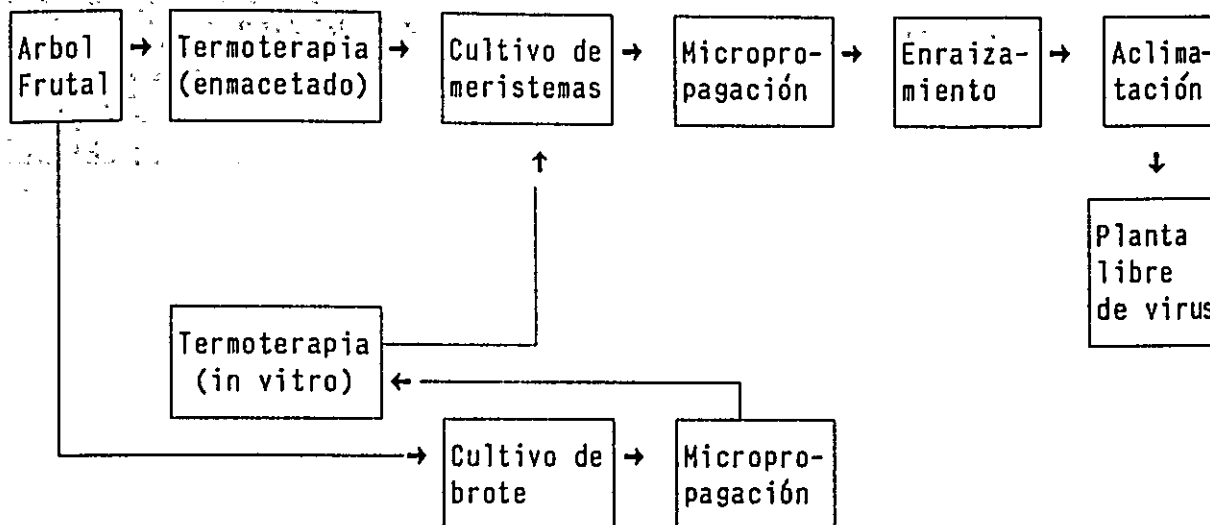 Arbol
Frutal
Termoterapia
(enmacetado)
Cultivo de
meristemas
Micropro-
pagación
Enraiza-
miento
Aclima-
tación
Planta
libre
de virus
Termoterapia
(in vitro)
Cultivo de
brote
Micropro-
pagación